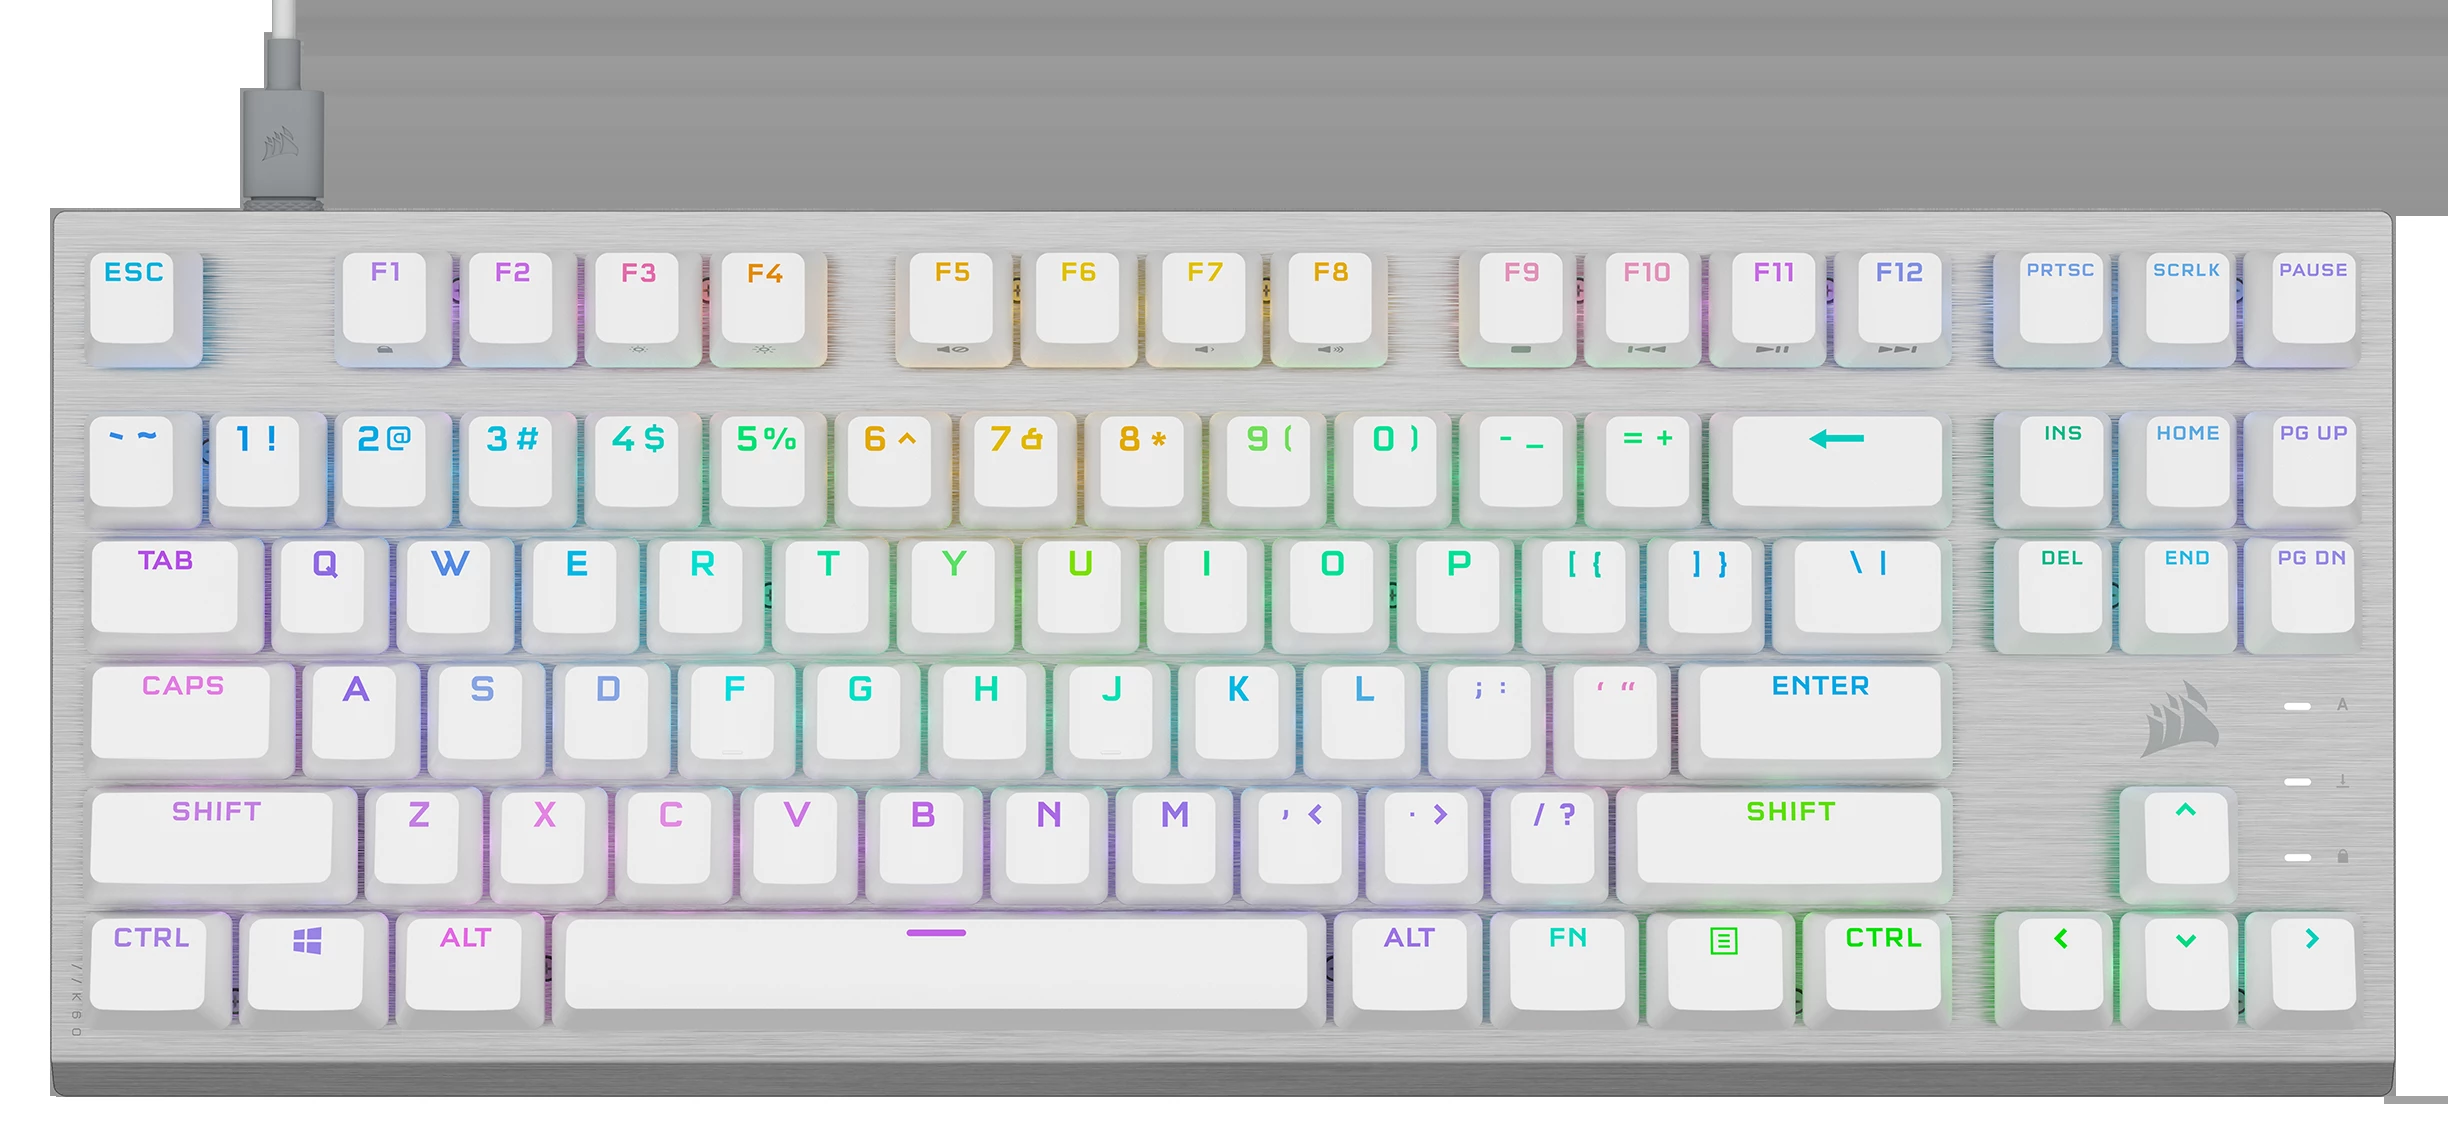 ESC F1 F2 F3 F4 F5 F6 F7 F8 F9 F10 F11 F12 PRTSC SCRLK PAUSE
` ~ 1 ! 2 @ 3 # 4 $ 5 % 6 ^ 7 & 8 * 9 ( 0 ) - _ = + ← INS HOME PG UP
TAB Q W E R T Y U I O P [ { ] } \ | DEL END PG DN
CAPS A S D F G H J K L ; : ' " ENTER A
SHIFT Z X C V B N M , < . > / ? SHIFT ^
CTRL ALT ALT FN CTRL < ⌄ >
//K60